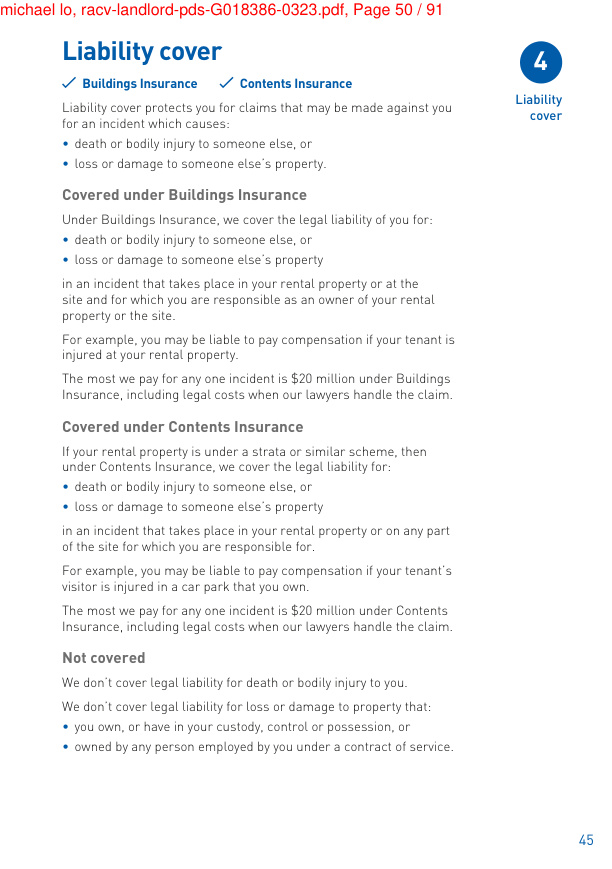 michael lo, racv-landlord-pds-G018386-0323.pdf, Page 50 / 91
Liability cover
Buildings Insurance Contents Insurance
4
Liability
cover
Liability cover protects you for claims that may be made against you
for an incident which causes:
• death or bodily injury to someone else, or
• loss or damage to someone else's property.
Covered under Buildings Insurance
Under Buildings Insurance, we cover the legal liability of you for:
• death or bodily injury to someone else, or
• loss or damage to someone else's property
in an incident that takes place in your rental property or at the
site and for which you are responsible as an owner of your rental
property or the site.
For example, you may be liable to pay compensation if your tenant is
injured at your rental property.
The most we pay for any one incident is $20 million under Buildings
Insurance, including legal costs when our lawyers handle the claim.
Covered under Contents Insurance
If your rental property is under a strata or similar scheme, then
under Contents Insurance, we cover the legal liability for:
• death or bodily injury to someone else, or
• loss or damage to someone else's property
in an incident that takes place in your rental property or on any part
of the site for which you are responsible for.
For example, you may be liable to pay compensation if your tenant's
visitor is injured in a car park that you own.
The most we pay for any one incident is $20 million under Contents
Insurance, including legal costs when our lawyers handle the claim.
Not covered
We don't cover legal liability for death or bodily injury to you.
We don't cover legal liability for loss or damage to property that:
• you own, or have in your custody, control or possession, or
• owned by any person employed by you under a contract of service.
45